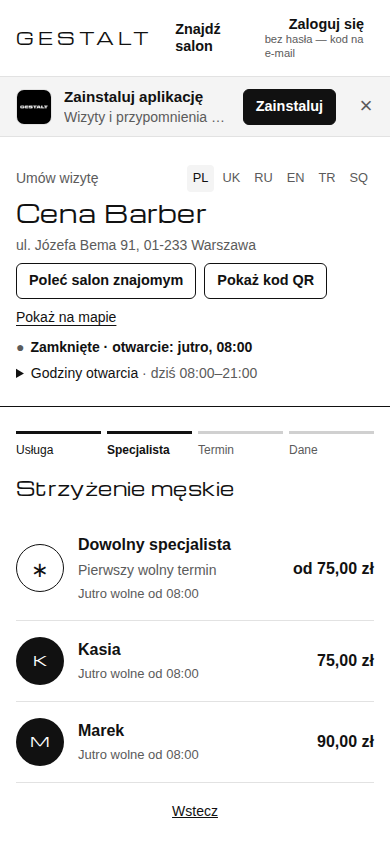 GESTALT
Znajdź salon
Zaloguj się
bez hasła — kod na e-mail
GESTALT
Zainstaluj aplikację
Wizyty i przypomnienia …
Zainstaluj
×
Umów wizytę
PL UK RU EN TR SQ
Cena Barber
ul. Józefa Bema 91, 01-233 Warszawa
Poleć salon znajomym
Pokaż kod QR
Pokaż na mapie
● Zamknięte · otwarcie: jutro, 08:00
▶ Godziny otwarcia · dziś 08:00–21:00
Usługa
Specjalista
Termin
Dane
Strzyżenie męskie
Dowolny specjalista
Pierwszy wolny termin
Jutro wolne od 08:00
od 75,00 zł
K
Kasia
Jutro wolne od 08:00
75,00 zł
M
Marek
Jutro wolne od 08:00
90,00 zł
Wstecz